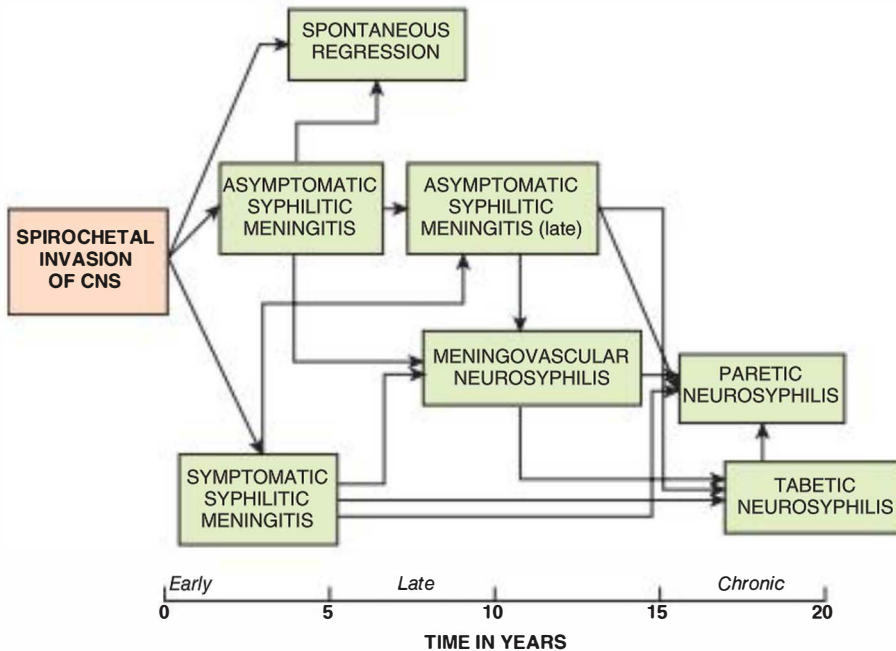 SPONTANEOUS
REGRESSION
ASYMPTOMATIC
SYPHILITIC
MENINGITIS
ASYMPTOMATIC
SYPHILITIC
MENINGITIS (late)
SPIROCHETAL
INVASION
OF CNS
MENINGOVASCULAR
NEUROSYPHILIS
PARETIC
NEUROSYPHILIS
SYMPTOMATIC
SYPHILITIC
MENINGITIS
TABETIC
NEUROSYPHILIS
Early Late Chronic
0 5 10 15 20
TIME IN YEARS